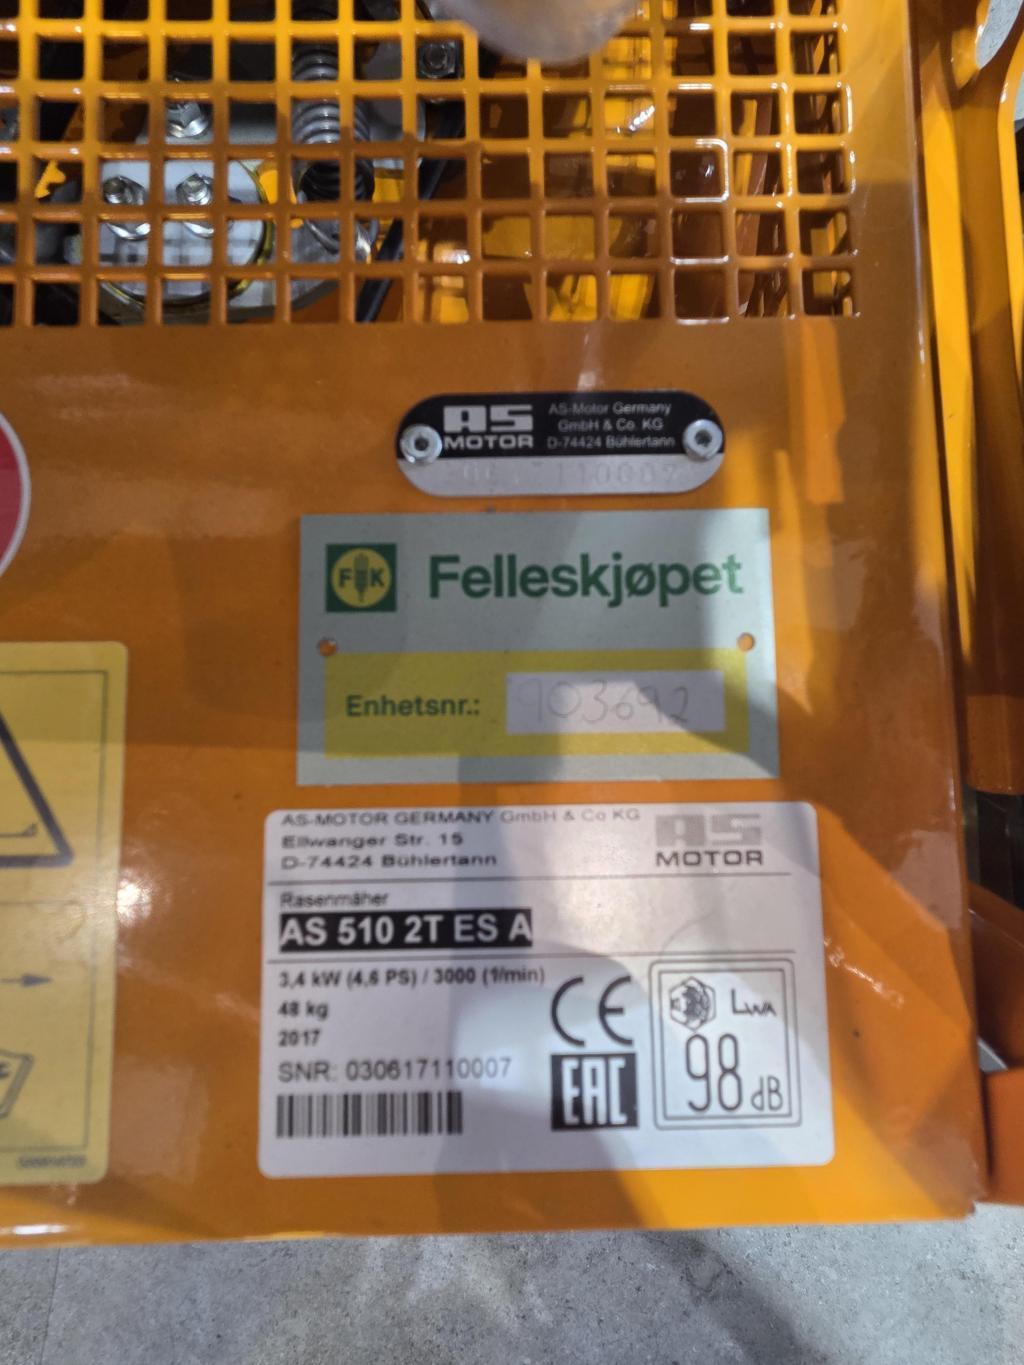 AS
MOTOR
AS-Motor Germany
GmbH & Co. KG
D-74424 Bühlertann
FK Felleskjøpet
Enhetsnr.: 903692
AS-MOTOR GERMANY GmbH & Co KG
Ellwanger Str. 15
D-74424 Bühlertann
AS
MOTOR
Rasenmäher
AS 510 2T ES A
3,4 kW (4,6 PS) / 3000 (1/min)
48 kg
2017
SNR: 030617110007
CE
EAC
LWA
98 dB